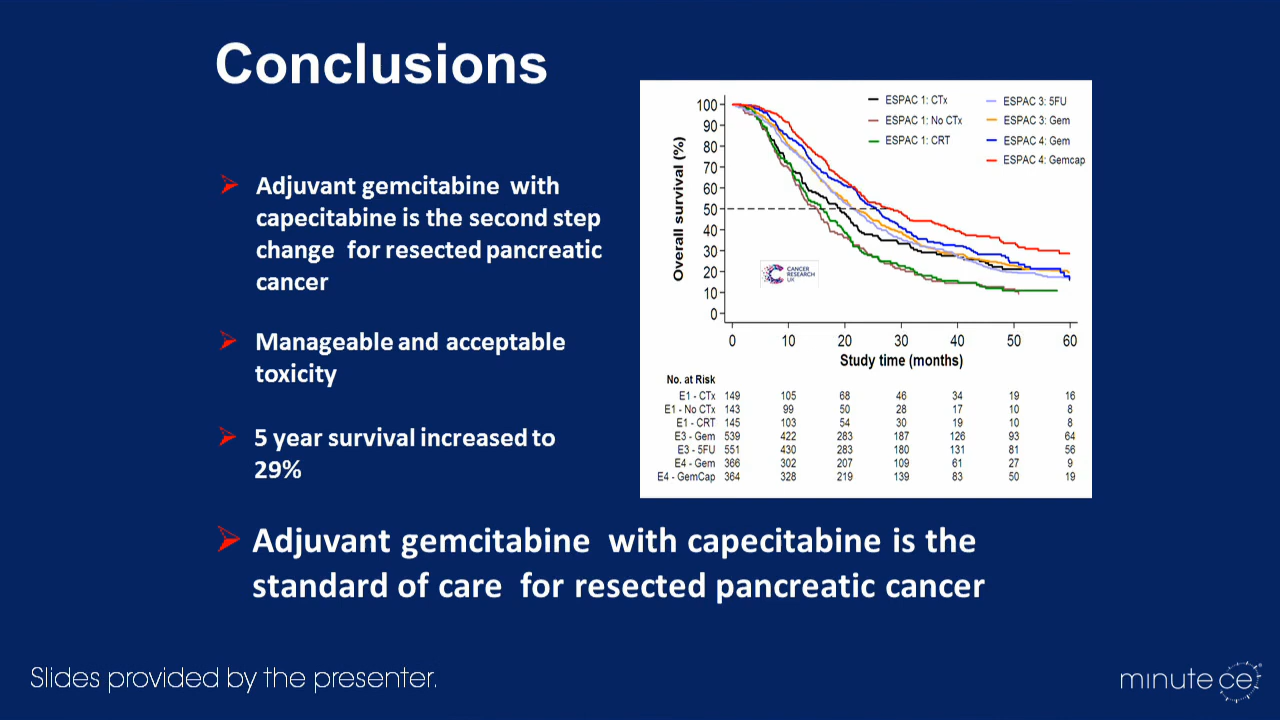 Conclusions
Adjuvant gemcitabine with
capecitabine is the second step
change for resected pancreatic
cancer
Manageable and acceptable
toxicity
5 year survival increased to
29%
Overall survival (%)
100
90
80
70
60
50
40
30
20
10
0
ESPAC 1: CTx
ESPAC 1: No CTx
ESPAC 1: CRT
ESPAC 3: 5FU
ESPAC 3: Gem
ESPAC 4: Gem
ESPAC 4: Gemcap
CANCER
RESEARCH
UK
0 10 20 30 40 50 60
Study time (months)
No. at Risk
E1 - CTx 149 105 68 46 34 19 16
E1 - No CTx 143 99 50 28 17 10 8
E1 - CRT 145 103 54 30 19 10 8
E3 - Gem 539 422 283 187 126 93 64
E3 - 5FU 551 430 283 180 131 81 56
E4 - Gem 366 302 207 109 61 27 9
E4 - GemCap 364 328 219 139 83 50 19
Adjuvant gemcitabine with capecitabine is the
standard of care for resected pancreatic cancer
Slides provided by the presenter.
minute ce